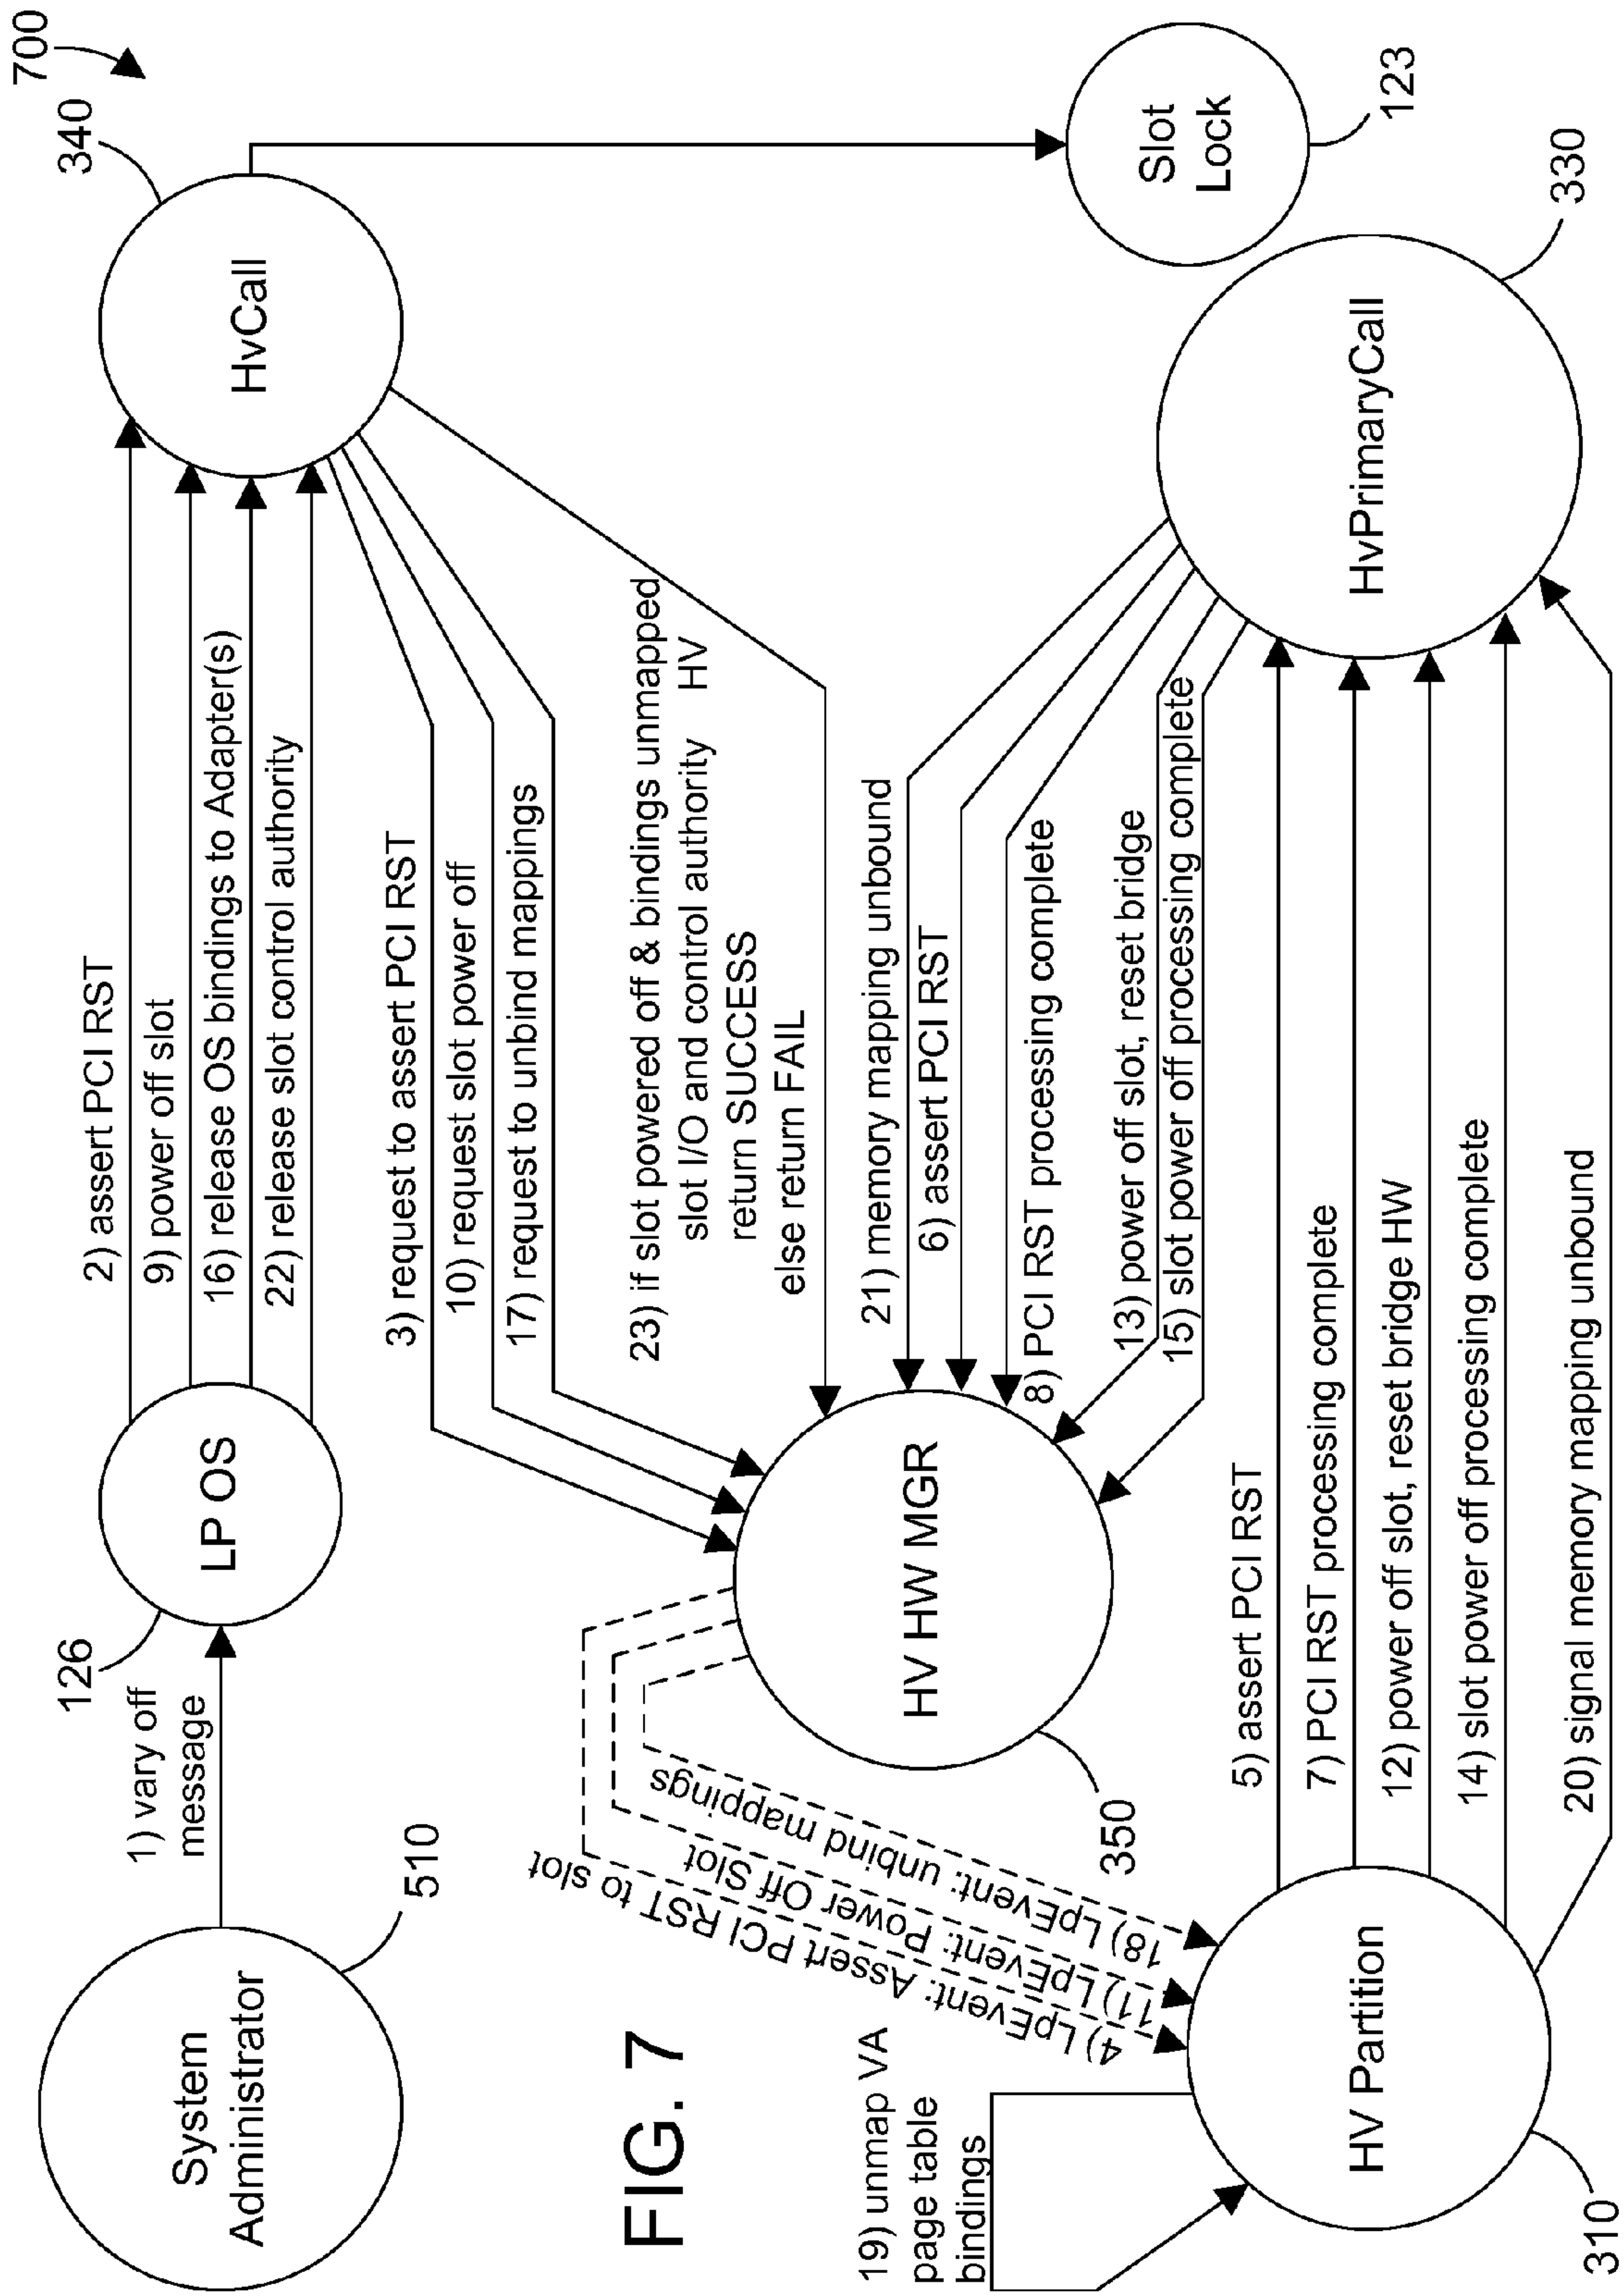 700
System
Administrator
510
1) vary off
message
126
LP OS
2) assert PCI RST
9) power off slot
16) release OS bindings to Adapter(s)
22) release slot control authority
HvCall
340
3) request to assert PCI RST
10) request slot power off
17) request to unbind mappings
23) if slot powered off & bindings unmapped
slot I/O and control authority HV
return SUCCESS
else return FAIL
Slot
Lock
123
FIG. 7
HV HW MGR
350
21) memory mapping unbound
6) assert PCI RST
8) PCI RST processing complete
13) power off slot, reset bridge
15) slot power off processing complete
4) LpEvent: Assert PCI RST to slot
11) LpEvent: Power Off Slot
18) LpEvent: unbind mappings
19) unmap VA
page table
bindings
HV Partition
310
5) assert PCI RST
7) PCI RST processing complete
12) power off slot, reset bridge HW
14) slot power off processing complete
20) signal memory mapping unbound
HvPrimaryCall
330